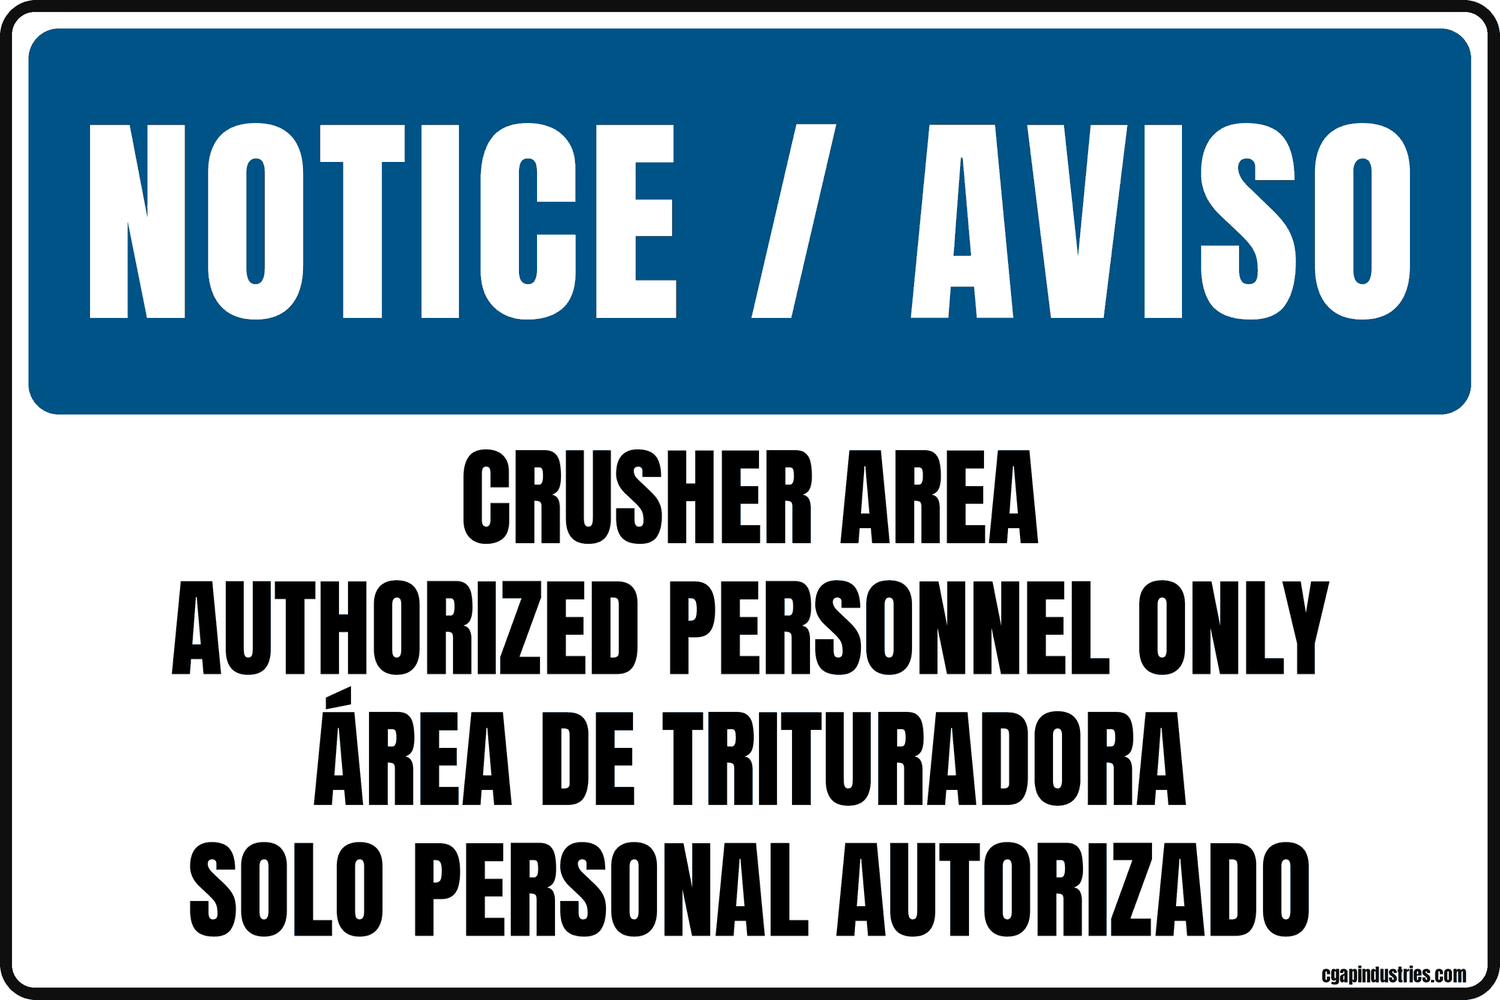 NOTICE / AVISO
CRUSHER AREA
AUTHORIZED PERSONNEL ONLY
ÁREA DE TRITURADORA
SOLO PERSONAL AUTORIZADO
cgapindustries.com